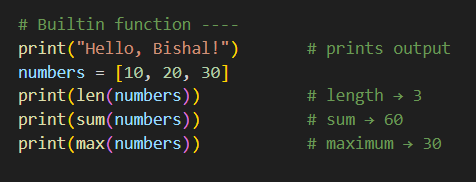 # Builtin function ----
print("Hello, Bishal!")        # prints output
numbers = [10, 20, 30]
print(len(numbers))            # length → 3
print(sum(numbers))            # sum → 60
print(max(numbers))            # maximum → 30